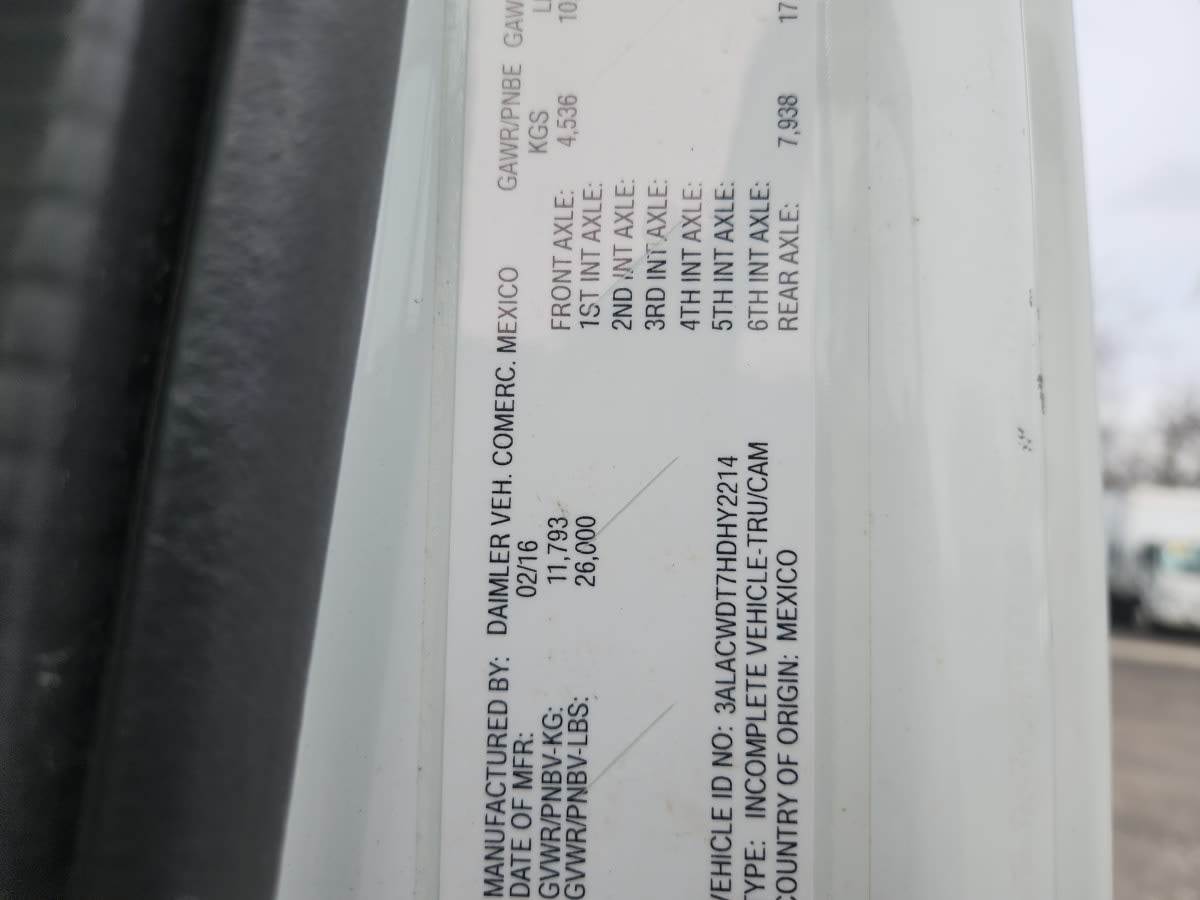 MANUFACTURED BY: DAIMLER VEH. COMERC. MEXICO
DATE OF MFR: 02/16
GVWR/PNBV-KG: 11,793
GVWR/PNBV-LBS: 26,000
VEHICLE ID NO: 3ALACWDT7HDHY2214
TYPE: INCOMPLETE VEHICLE-TRU/CAM
COUNTRY OF ORIGIN: MEXICO
GAWR/PNBE GAW
KGS
FRONT AXLE: 4,536 10
1ST INT AXLE:
2ND INT AXLE:
3RD INT AXLE:
4TH INT AXLE:
5TH INT AXLE:
6TH INT AXLE:
REAR AXLE: 7,938 17